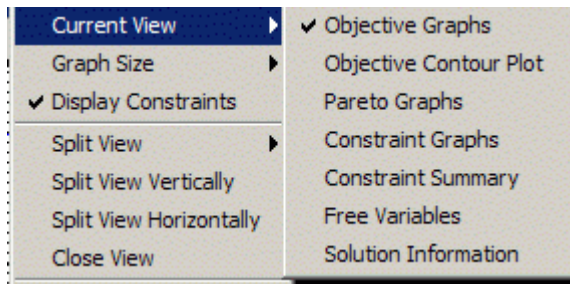 Current View
Graph Size
Display Constraints
Split View
Split View Vertically
Split View Horizontally
Close View
Objective Graphs
Objective Contour Plot
Pareto Graphs
Constraint Graphs
Constraint Summary
Free Variables
Solution Information